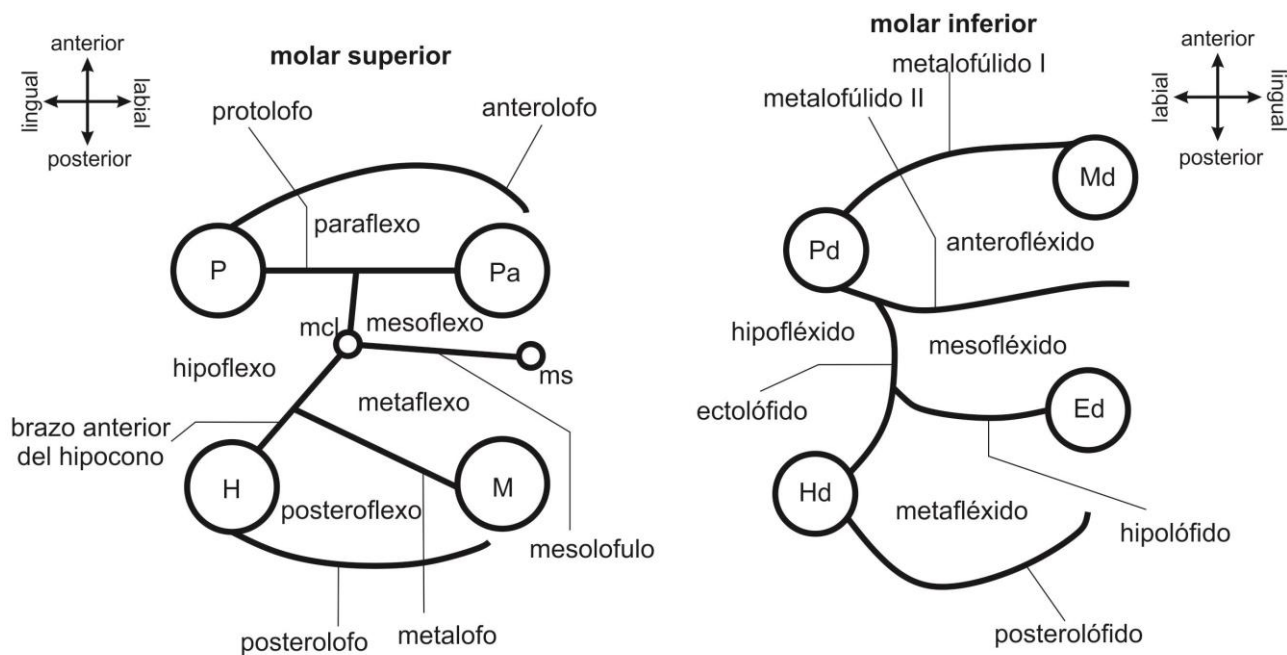 molar superior
anterior
lingual
labial
posterior
protolofo
anterolofo
paraflexo
P
Pa
mcl
mesoflexo
hipoflexo
ms
metaflexo
brazo anterior
del hipocono
H
M
posteroflexo
mesolofulo
posterolofo
metalofo
molar inferior
metalofúlido I
metalofúlido II
anterior
labial
lingual
posterior
Md
Pd
anterofléxido
hipofléxido
mesofléxido
ectolófido
Ed
Hd
metafléxido
hipolófido
posterolófido